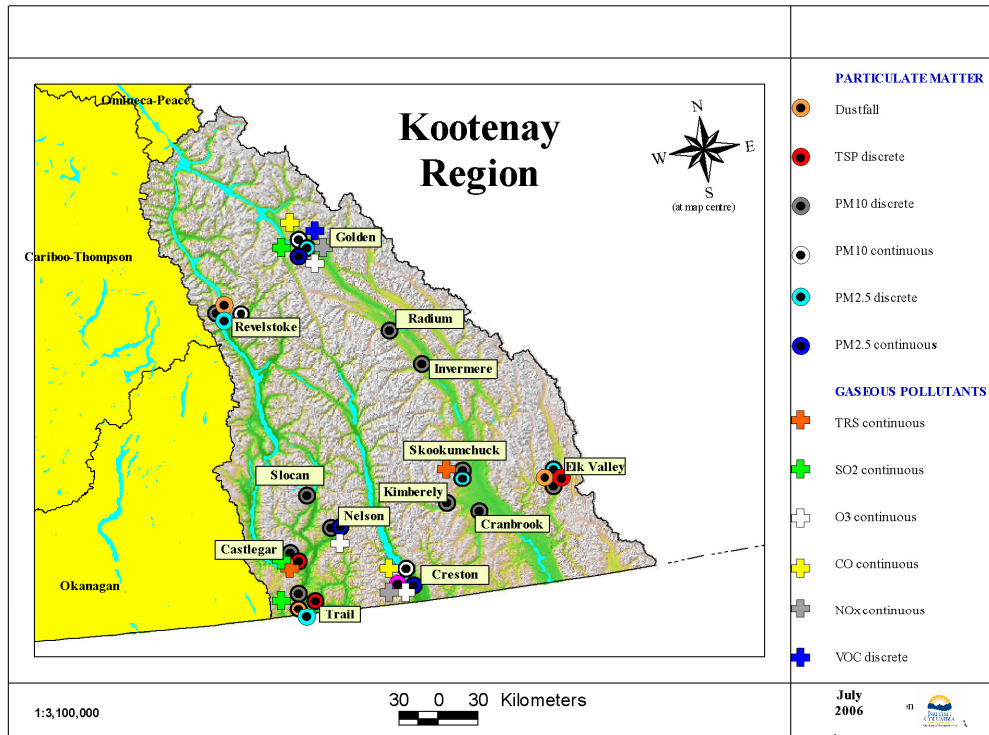 Kootenay
Region
N
W
E
S
(at map centre)
Omineca-Peace
Cariboo-Thompson
Okanagan
Golden
Revelstoke
Radium
Invermere
Skookumchuck
Elk Valley
Slocan
Kimberely
Nelson
Cranbrook
Castlegar
Creston
Trail
PARTICULATE MATTER
Dustfall
TSP discrete
PM10 discrete
PM10 continuous
PM2.5 discrete
PM2.5 continuous
GASEOUS POLLUTANTS
TRS continuous
SO2 continuous
O3 continuous
CO continuous
NOx continuous
VOC discrete
1:3,100,000
30 0 30 Kilometers
July
2006
BRITISH
COLUMBIA